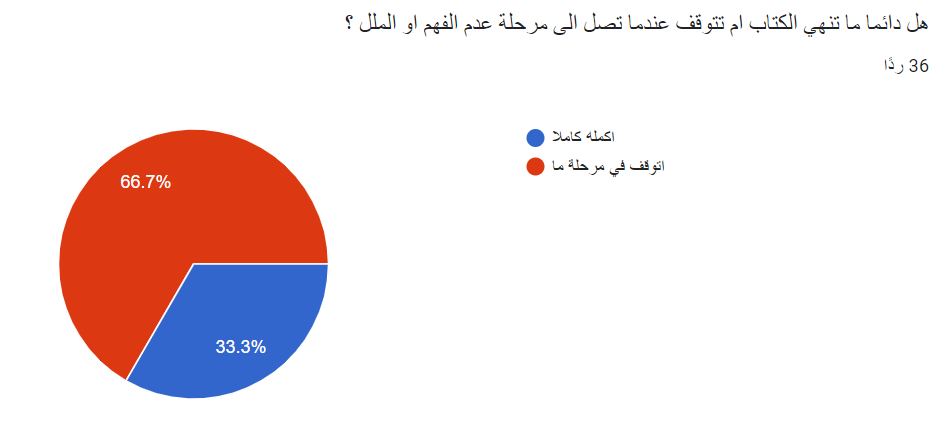 هل دائما ما تنهي الكتاب ام تتوقف عندما تصل الى مرحلة عدم الفهم او الملل ؟
36 ردًا
اكمله كاملا
اتوقف في مرحلة ما
66.7%
33.3%